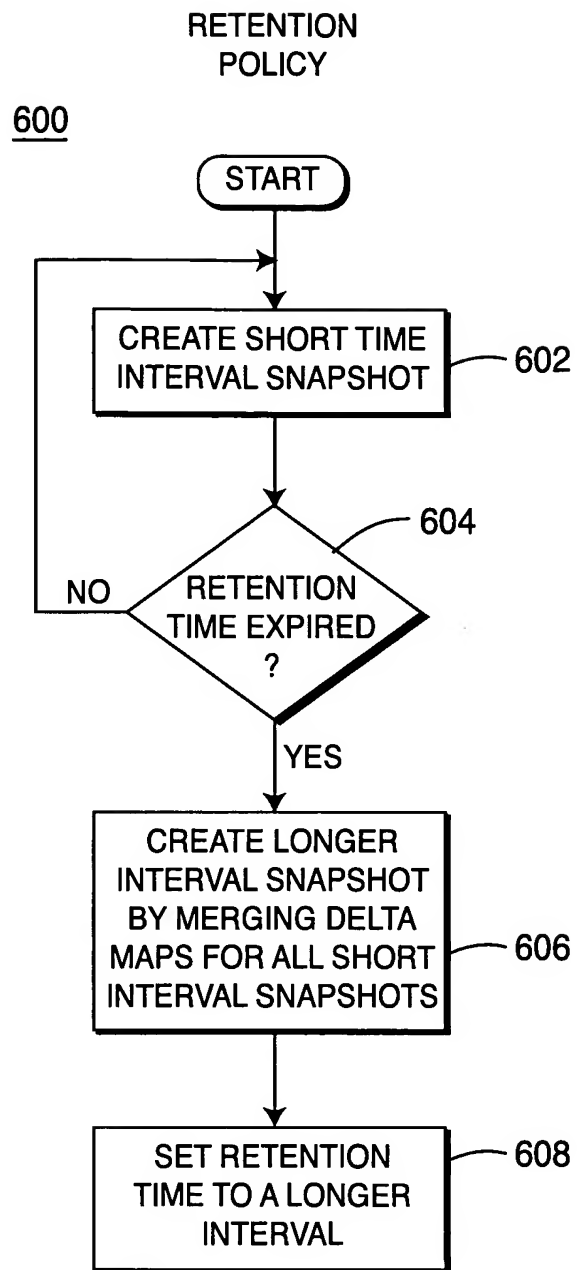 RETENTION
POLICY
600
START
CREATE SHORT TIME
INTERVAL SNAPSHOT
602
604
RETENTION
TIME EXPIRED
?
NO
YES
CREATE LONGER
INTERVAL SNAPSHOT
BY MERGING DELTA
MAPS FOR ALL SHORT
INTERVAL SNAPSHOTS
606
SET RETENTION
TIME TO A LONGER
INTERVAL
608